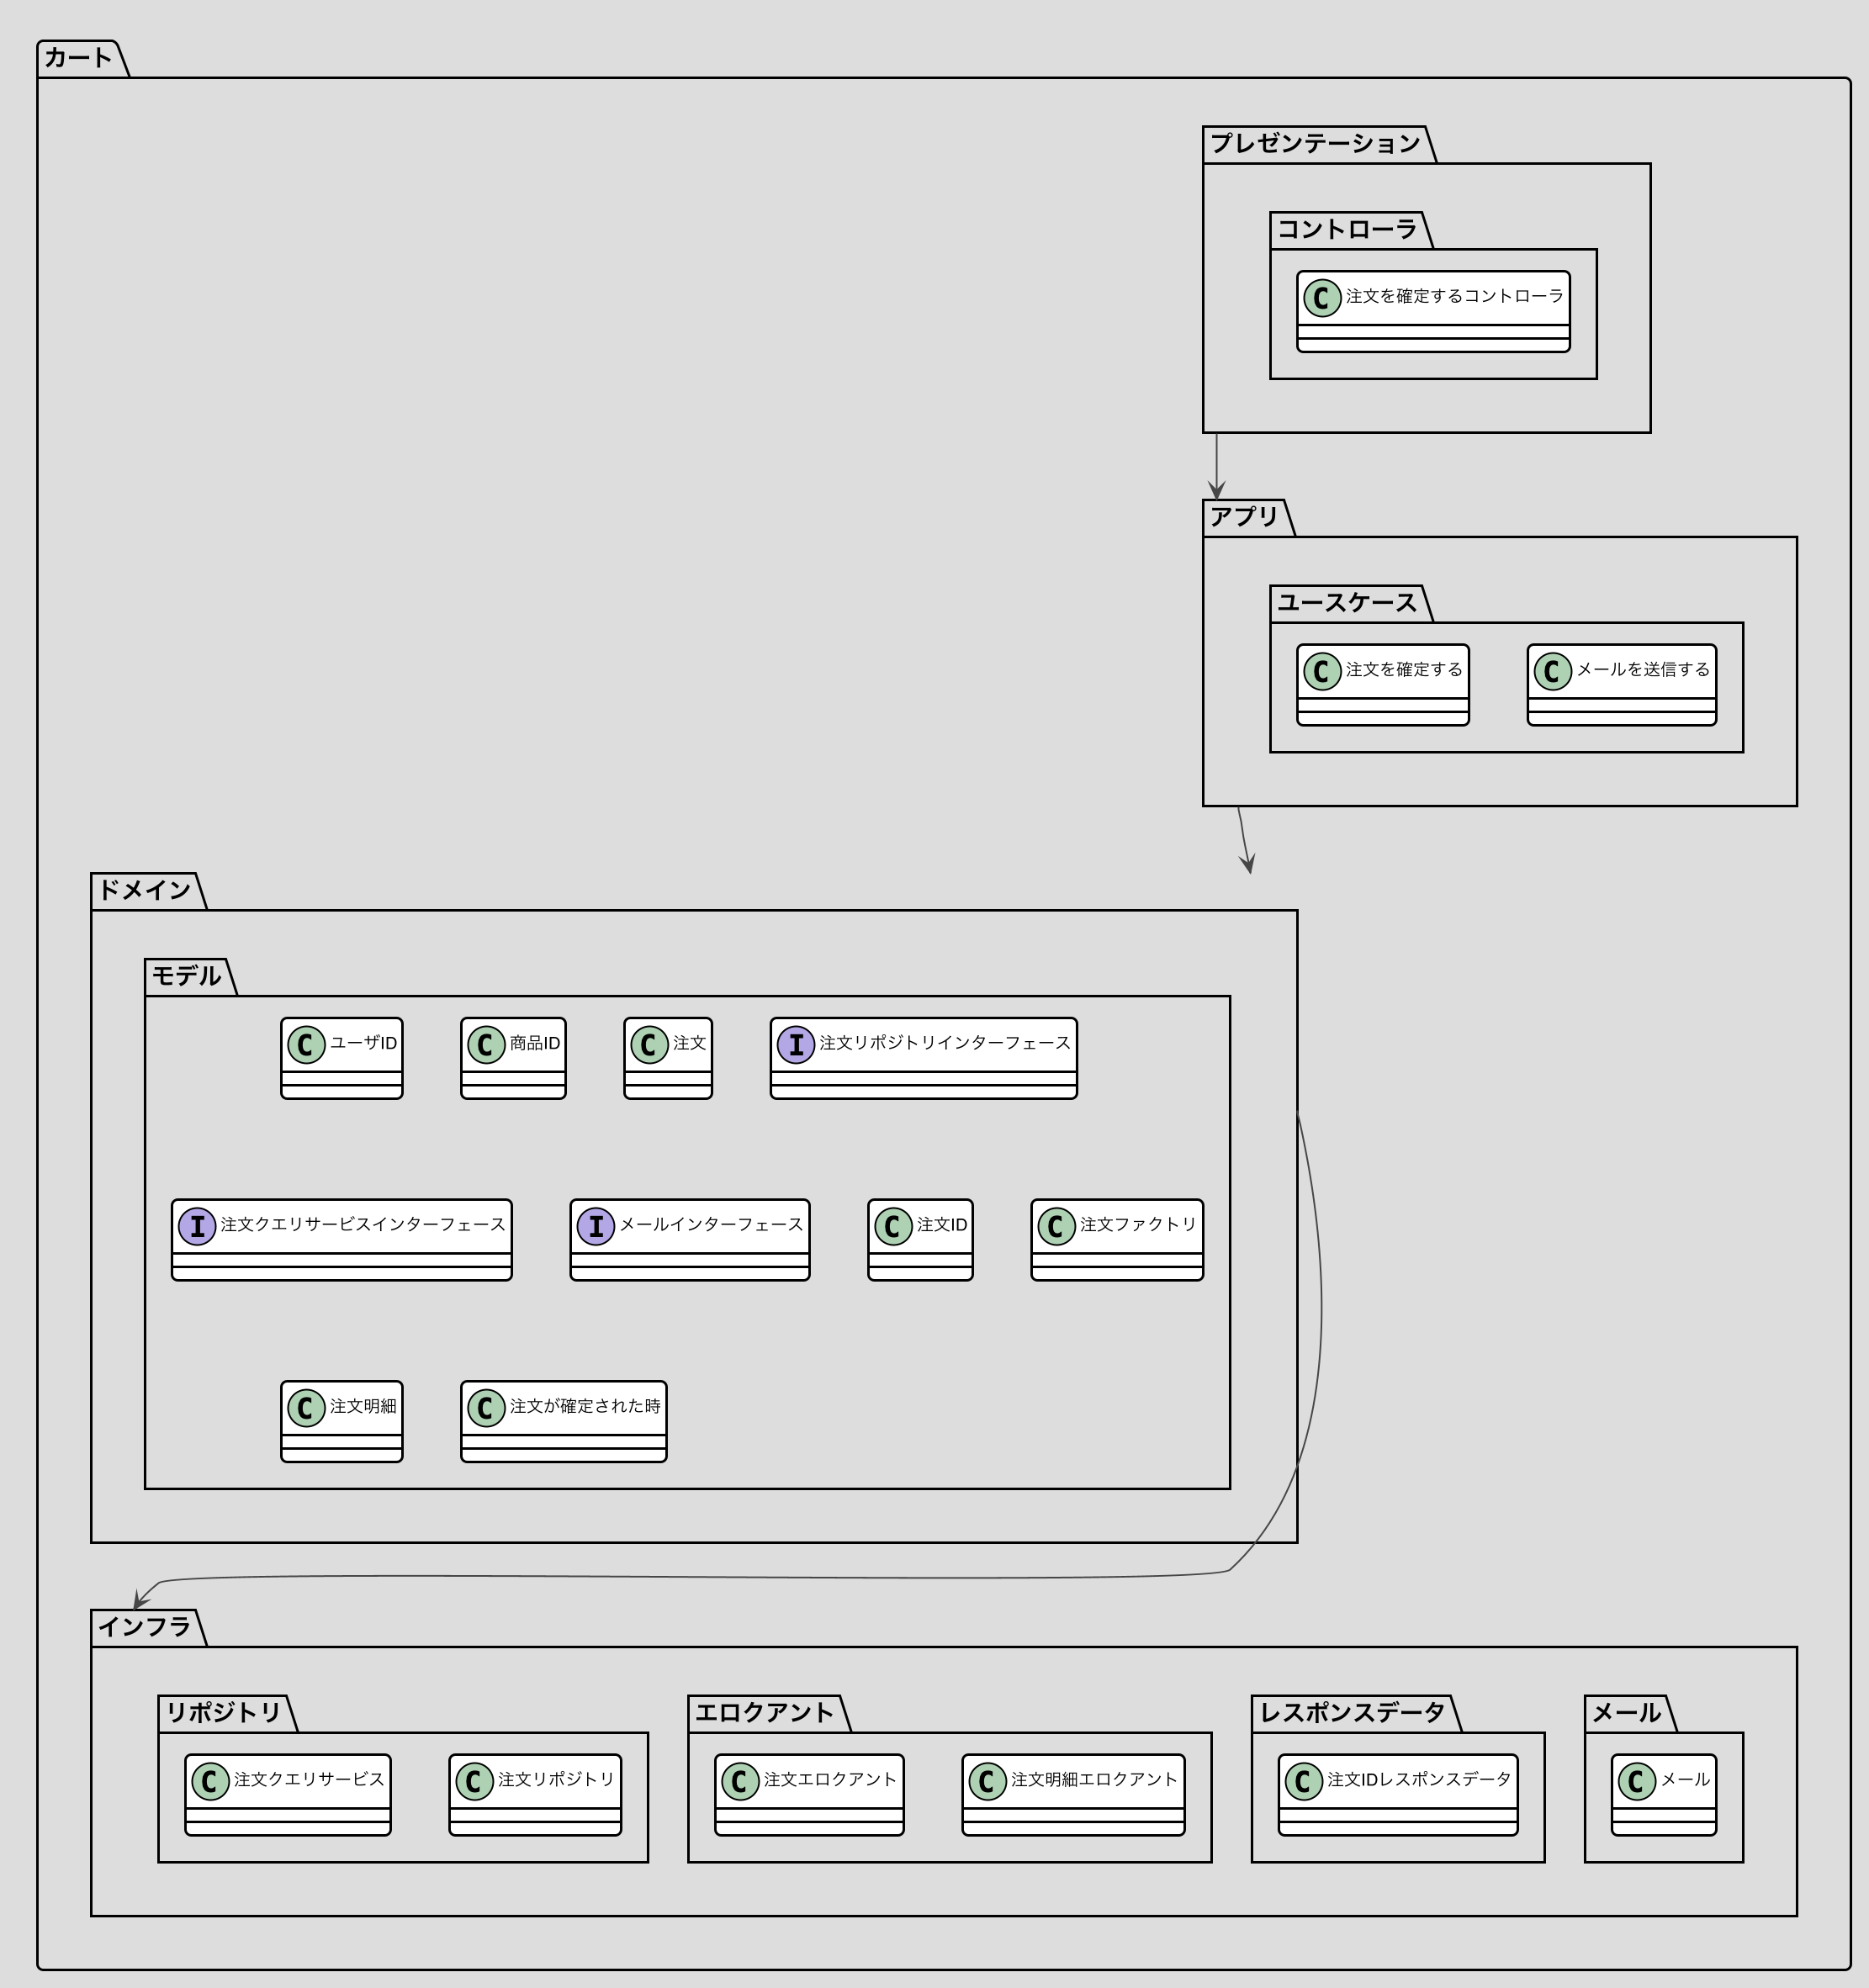 カート
プレゼンテーション
コントローラ
C 注文を確定するコントローラ
アプリ
ユースケース
C 注文を確定する
C メールを送信する
ドメイン
モデル
C ユーザID
C 商品ID
C 注文
I 注文リポジトリインターフェース
I 注文クエリサービスインターフェース
I メールインターフェース
C 注文ID
C 注文ファクトリ
C 注文明細
C 注文が確定された時
インフラ
リポジトリ
C 注文クエリサービス
C 注文リポジトリ
エロクアント
C 注文エロクアント
C 注文明細エロクアント
レスポンスデータ
C 注文IDレスポンスデータ
メール
C メール